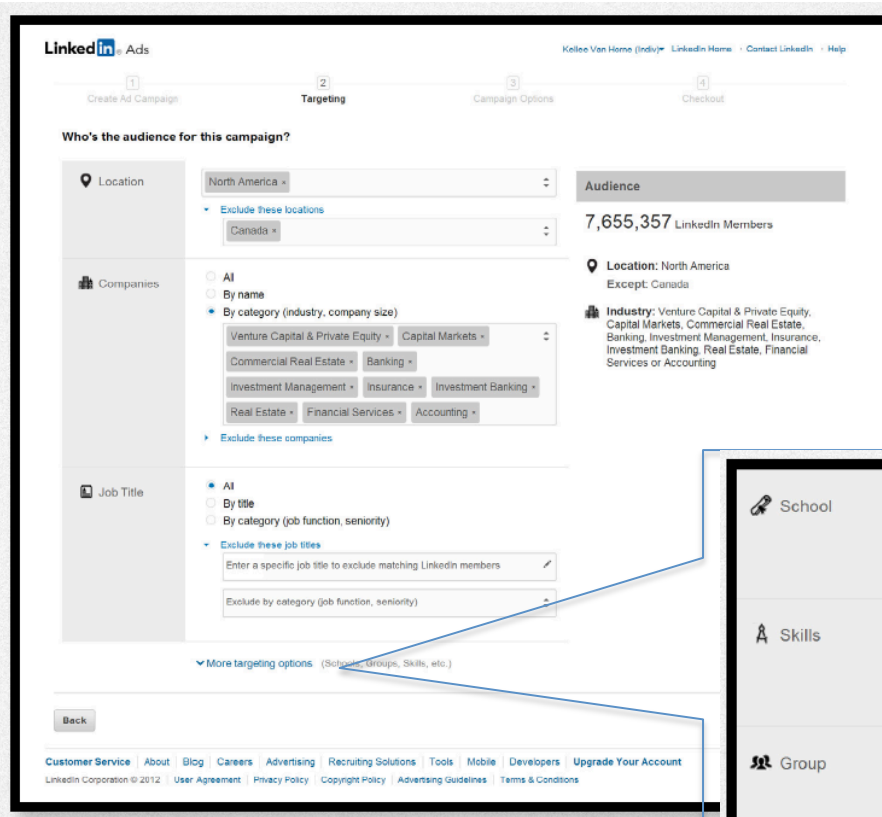 Linked in ® Ads
Kellee Van Horne (Indiv) LinkedIn Home · Contact LinkedIn · Help
1 2 3 4
Create Ad Campaign Targeting Campaign Options Checkout
Who's the audience for this campaign?
Location
North America ×
Exclude these locations
Canada ×
Companies
All
By name
By category (industry, company size)
Venture Capital & Private Equity × Capital Markets ×
Commercial Real Estate × Banking ×
Investment Management × Insurance × Investment Banking ×
Real Estate × Financial Services × Accounting ×
Exclude these companies
Job Title
All
By title
By category (job function, seniority)
Exclude these job titles
Enter a specific job title to exclude matching LinkedIn members
Exclude by category (job function, seniority)
More targeting options (Schools, Groups, Skills, etc.)
Audience
7,655,357 LinkedIn Members
Location: North America
Except: Canada
Industry: Venture Capital & Private Equity,
Capital Markets, Commercial Real Estate,
Banking, Investment Management, Insurance,
Investment Banking, Real Estate, Financial
Services or Accounting
School
Skills
Group
Back
Customer Service | About | Blog | Careers | Advertising | Recruiting Solutions | Tools | Mobile | Developers | Upgrade Your Account
LinkedIn Corporation © 2012 | User Agreement | Privacy Policy | Copyright Policy | Advertising Guidelines | Terms & Conditions